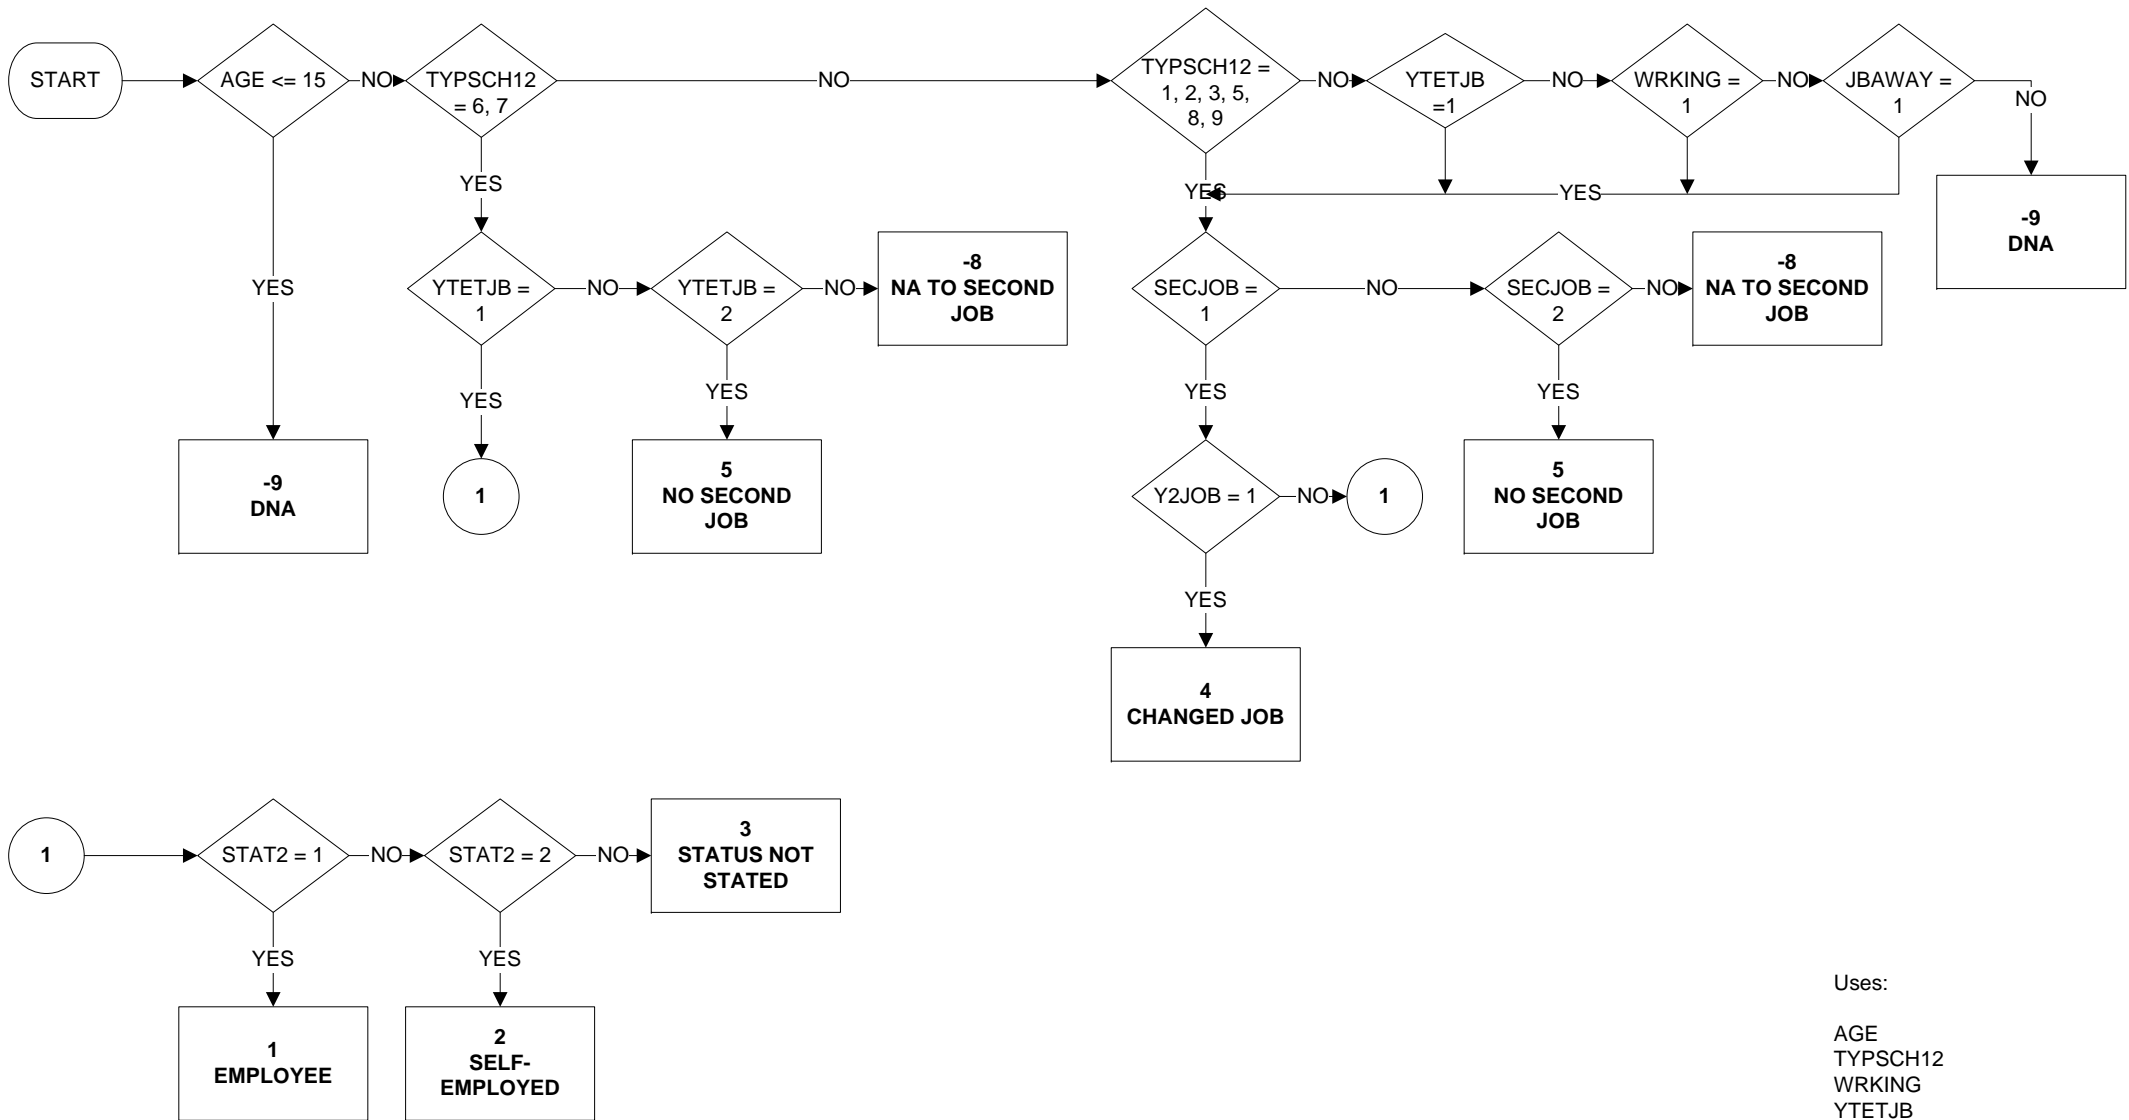 START
AGE <= 15
NO
TYPSCH12
= 6, 7
NO
TYPSCH12 =
1, 2, 3, 5,
8, 9
NO
YTETJB
=1
NO
WRKING =
1
NO
JBAWAY =
1
NO
YES
YES
YES
YES
-9
DNA
YTETJB =
1
NO
YTETJB =
2
NO
-8
NA TO SECOND
JOB
SECJOB =
1
NO
SECJOB =
2
NO
-8
NA TO SECOND
JOB
YES
YES
YES
YES
-9
DNA
1
5
NO SECOND
JOB
Y2JOB = 1
NO
1
5
NO SECOND
JOB
YES
4
CHANGED JOB
1
STAT2 = 1
NO
STAT2 = 2
NO
3
STATUS NOT
STATED
YES
YES
1
EMPLOYEE
2
SELF-
EMPLOYED
Uses:
AGE
TYPSCH12
WRKING
YTETJB